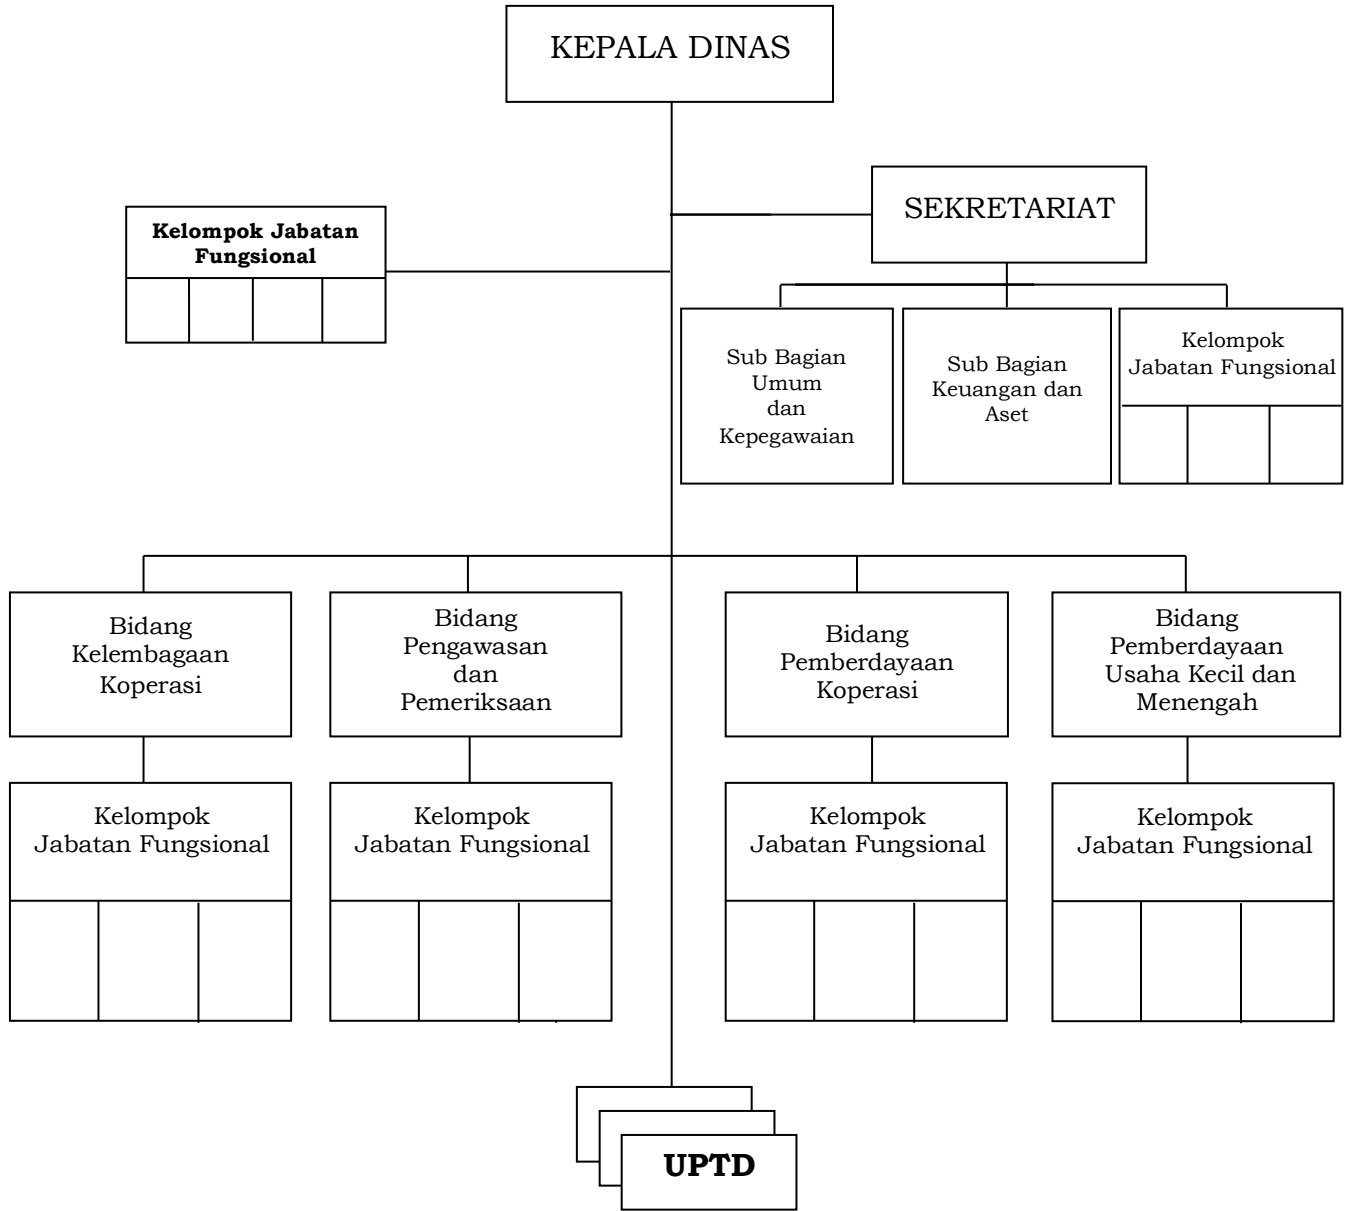 KEPALA DINAS
SEKRETARIAT
Kelompok Jabatan
Fungsional
Sub Bagian
Umum
dan
Kepegawaian
Sub Bagian
Keuangan dan
Aset
Kelompok
Jabatan Fungsional
Bidang
Kelembagaan
Koperasi
Bidang
Pengawasan
dan
Pemeriksaan
Bidang
Pemberdayaan
Koperasi
Bidang
Pemberdayaan
Usaha Kecil dan
Menengah
Kelompok
Jabatan Fungsional
Kelompok
Jabatan Fungsional
Kelompok
Jabatan Fungsional
Kelompok
Jabatan Fungsional
UPTD